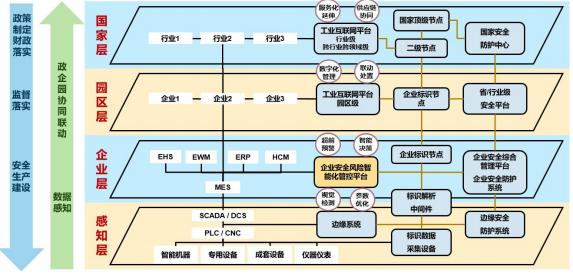 政策
制定
财政
落实
监督
落实
安全
生产
建设
政企园协同联动
数据
感知
国家层
行业1
行业2
行业3
服务化
延伸
供应链
协同
工业互联网平台
行业级
跨行业跨领域级
国家顶级节点
二级节点
国家安全
防护中心
园区层
企业1
企业2
企业3
数字化
管理
联动
处置
工业互联网平台
园区级
企业标识节
点
省/行业级
安全平台
企业层
EHS
EWM
ERP
HCM
MES
超前
预警
智能
决策
企业安全风险智
能化管控平台
企业标识节点
企业安全综合
管理平台
企业安全防护
系统
感知层
SCADA / DCS
PLC / CNC
智能机器
专用设备
成套设备
仪器仪表
视觉
检测
参数
优化
边缘系统
标识解析
中间件
标识数据
采集设备
边缘安全
防护系统